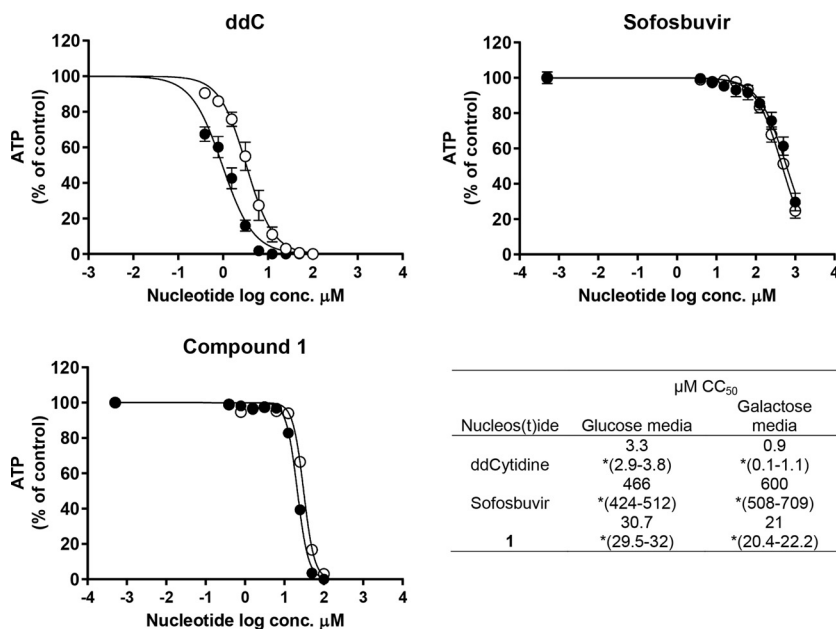 ddC
120
100
80
60
40
20
0
ATP
(% of control)
-3 -2 -1 0 1 2 3 4
Nucleotide log conc. μM
Sofosbuvir
120
100
80
60
40
20
0
ATP
(% of control)
-4 -3 -2 -1 0 1 2 3 4
Nucleotide log conc. μM
Compound 1
120
100
80
60
40
20
0
ATP
(% of control)
-4 -3 -2 -1 0 1 2 3 4
Nucleotide log conc. μM
μM CC50
Nucleos(t)ide Glucose media Galactose
media
3.3 0.9
ddCytidine *(2.9-3.8) *(0.1-1.1)
466 600
Sofosbuvir *(424-512) *(508-709)
30.7 21
1 *(29.5-32) *(20.4-22.2)